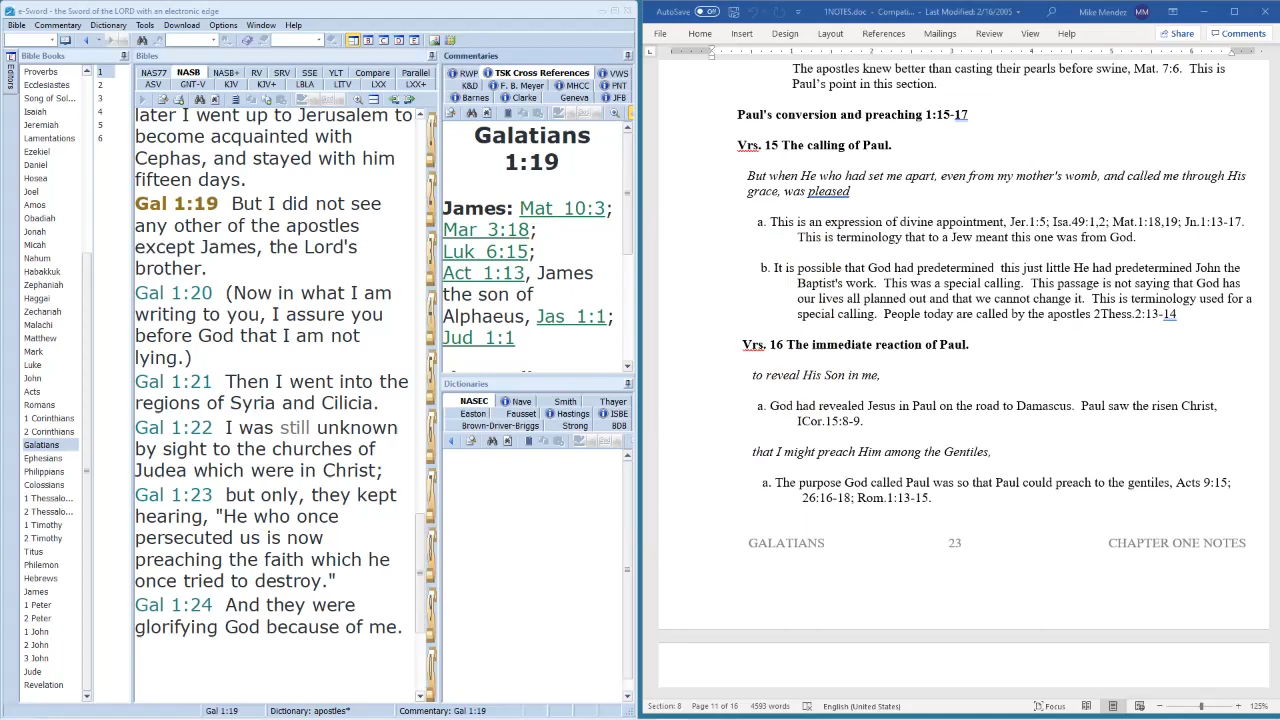 e-Sword - the Sword of the LORD with an electronic edge
Bible Commentary Dictionary Tools Download Options Window Help
B C D E
Editors
Bible Books
Proverbs
Ecclesiastes
Song of Sol...
Isaiah
Jeremiah
Lamentations
Ezekiel
Daniel
Hosea
Joel
Amos
Obadiah
Jonah
Micah
Nahum
Habakkuk
Zephaniah
Haggai
Zechariah
Malachi
Matthew
Mark
Luke
John
Acts
Romans
1 Corinthians
2 Corinthians
Galatians
Ephesians
Philippians
Colossians
1 Thessalo...
2 Thessalo...
1 Timothy
2 Timothy
Titus
Philemon
Hebrews
James
1 Peter
2 Peter
1 John
2 John
3 John
Jude
Revelation
1
2
3
4
5
6
Bibles
NAS77 NASB NASB+ RV SRV SSE YLT Compare Parallel
ASV GNT-V KJV KJV+ LBLA LITV LXX LXX+
later I went up to Jerusalem to
become acquainted with
Cephas, and stayed with him
fifteen days.
Gal 1:19 But I did not see
any other of the apostles
except James, the Lord's
brother.
Gal 1:20 (Now in what I am
writing to you, I assure you
before God that I am not
lying.)
Gal 1:21 Then I went into the
regions of Syria and Cilicia.
Gal 1:22 I was still unknown
by sight to the churches of
Judea which were in Christ;
Gal 1:23 but only, they kept
hearing, "He who once
persecuted us is now
preaching the faith which he
once tried to destroy."
Gal 1:24 And they were
glorifying God because of me.
Commentaries
RWP TSK Cross References VWS
K&D F. B. Meyer MHCC PNT
Barnes Clarke Geneva JFB
Galatians
1:19
James: Mat_10:3;
Mar_3:18;
Luk_6:15;
Act_1:13, James
the son of
Alphaeus, Jas_1:1;
Jud_1:1
Dictionaries
NASEC Nave Smith Thayer
Easton Fausset Hastings ISBE
Brown-Driver-Briggs Strong BDB
Gal 1:19 Dictionary: apostles* Commentary: Gal 1:19
AutoSave Off 1NOTES.doc - Compati... - Last Modified: 2/16/2005 Mike Mendez MM
File Home Insert Design Layout References Mailings Review View Help Share Comments
1 2 3 4 5 6
The apostles knew better than casting their pearls before swine, Mat. 7:6. This is
Paul's point in this section.
Paul's conversion and preaching 1:15-17
Vrs. 15 The calling of Paul.
But when He who had set me apart, even from my mother's womb, and called me through His
grace, was pleased
a. This is an expression of divine appointment, Jer.1:5; Isa.49:1,2; Mat.1:18,19; Jn.1:13-17.
This is terminology that to a Jew meant this one was from God.
b. It is possible that God had predetermined this just little He had predetermined John the
Baptist's work. This was a special calling. This passage is not saying that God has
our lives all planned out and that we cannot change it. This is terminology used for a
special calling. People today are called by the apostles 2Thess.2:13-14
Vrs. 16 The immediate reaction of Paul.
to reveal His Son in me,
a. God had revealed Jesus in Paul on the road to Damascus. Paul saw the risen Christ,
ICor.15:8-9.
that I might preach Him among the Gentiles,
a. The purpose God called Paul was so that Paul could preach to the gentiles, Acts 9:15;
26:16-18; Rom.1:13-15.
GALATIANS 23 CHAPTER ONE NOTES
Section: 8 Page 11 of 16 4593 words English (United States) Focus 125%